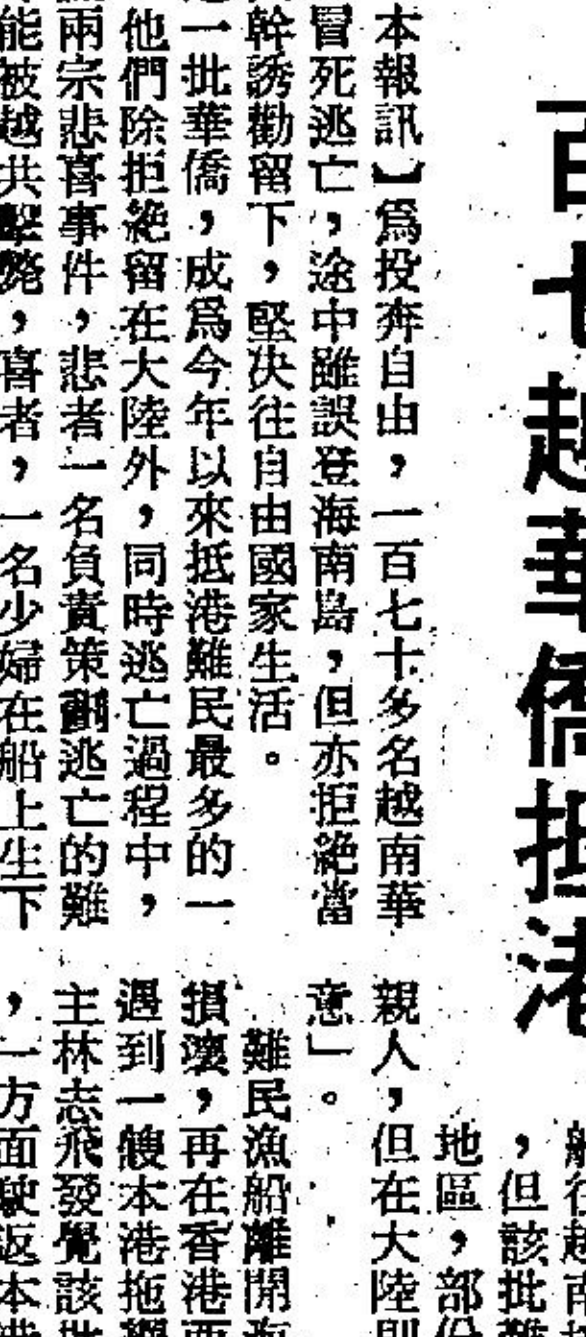 百七越華僑抵港
本報訊】爲投奔自由，一百七十多名越南華
冒死逃亡，途中雖誤登海南島，但亦拒絕當
幹誘勸留下，堅決往自由國家生活。
一批華僑，成爲今年以來抵港難民最多的一
他們除拒絕留在大陸外，同時逃亡過程中，
兩宗悲喜事件，悲者一名負責策劃逃亡的難
能被越共擊斃，喜者，一名少婦在船上生下
，但該批難
地區，部份
親人，但在大陸則
意」。
難民漁船離開海
損壞，再在香港西
遇到一艘本港拖網
主林志飛發覺該批
，一方面駛返本港